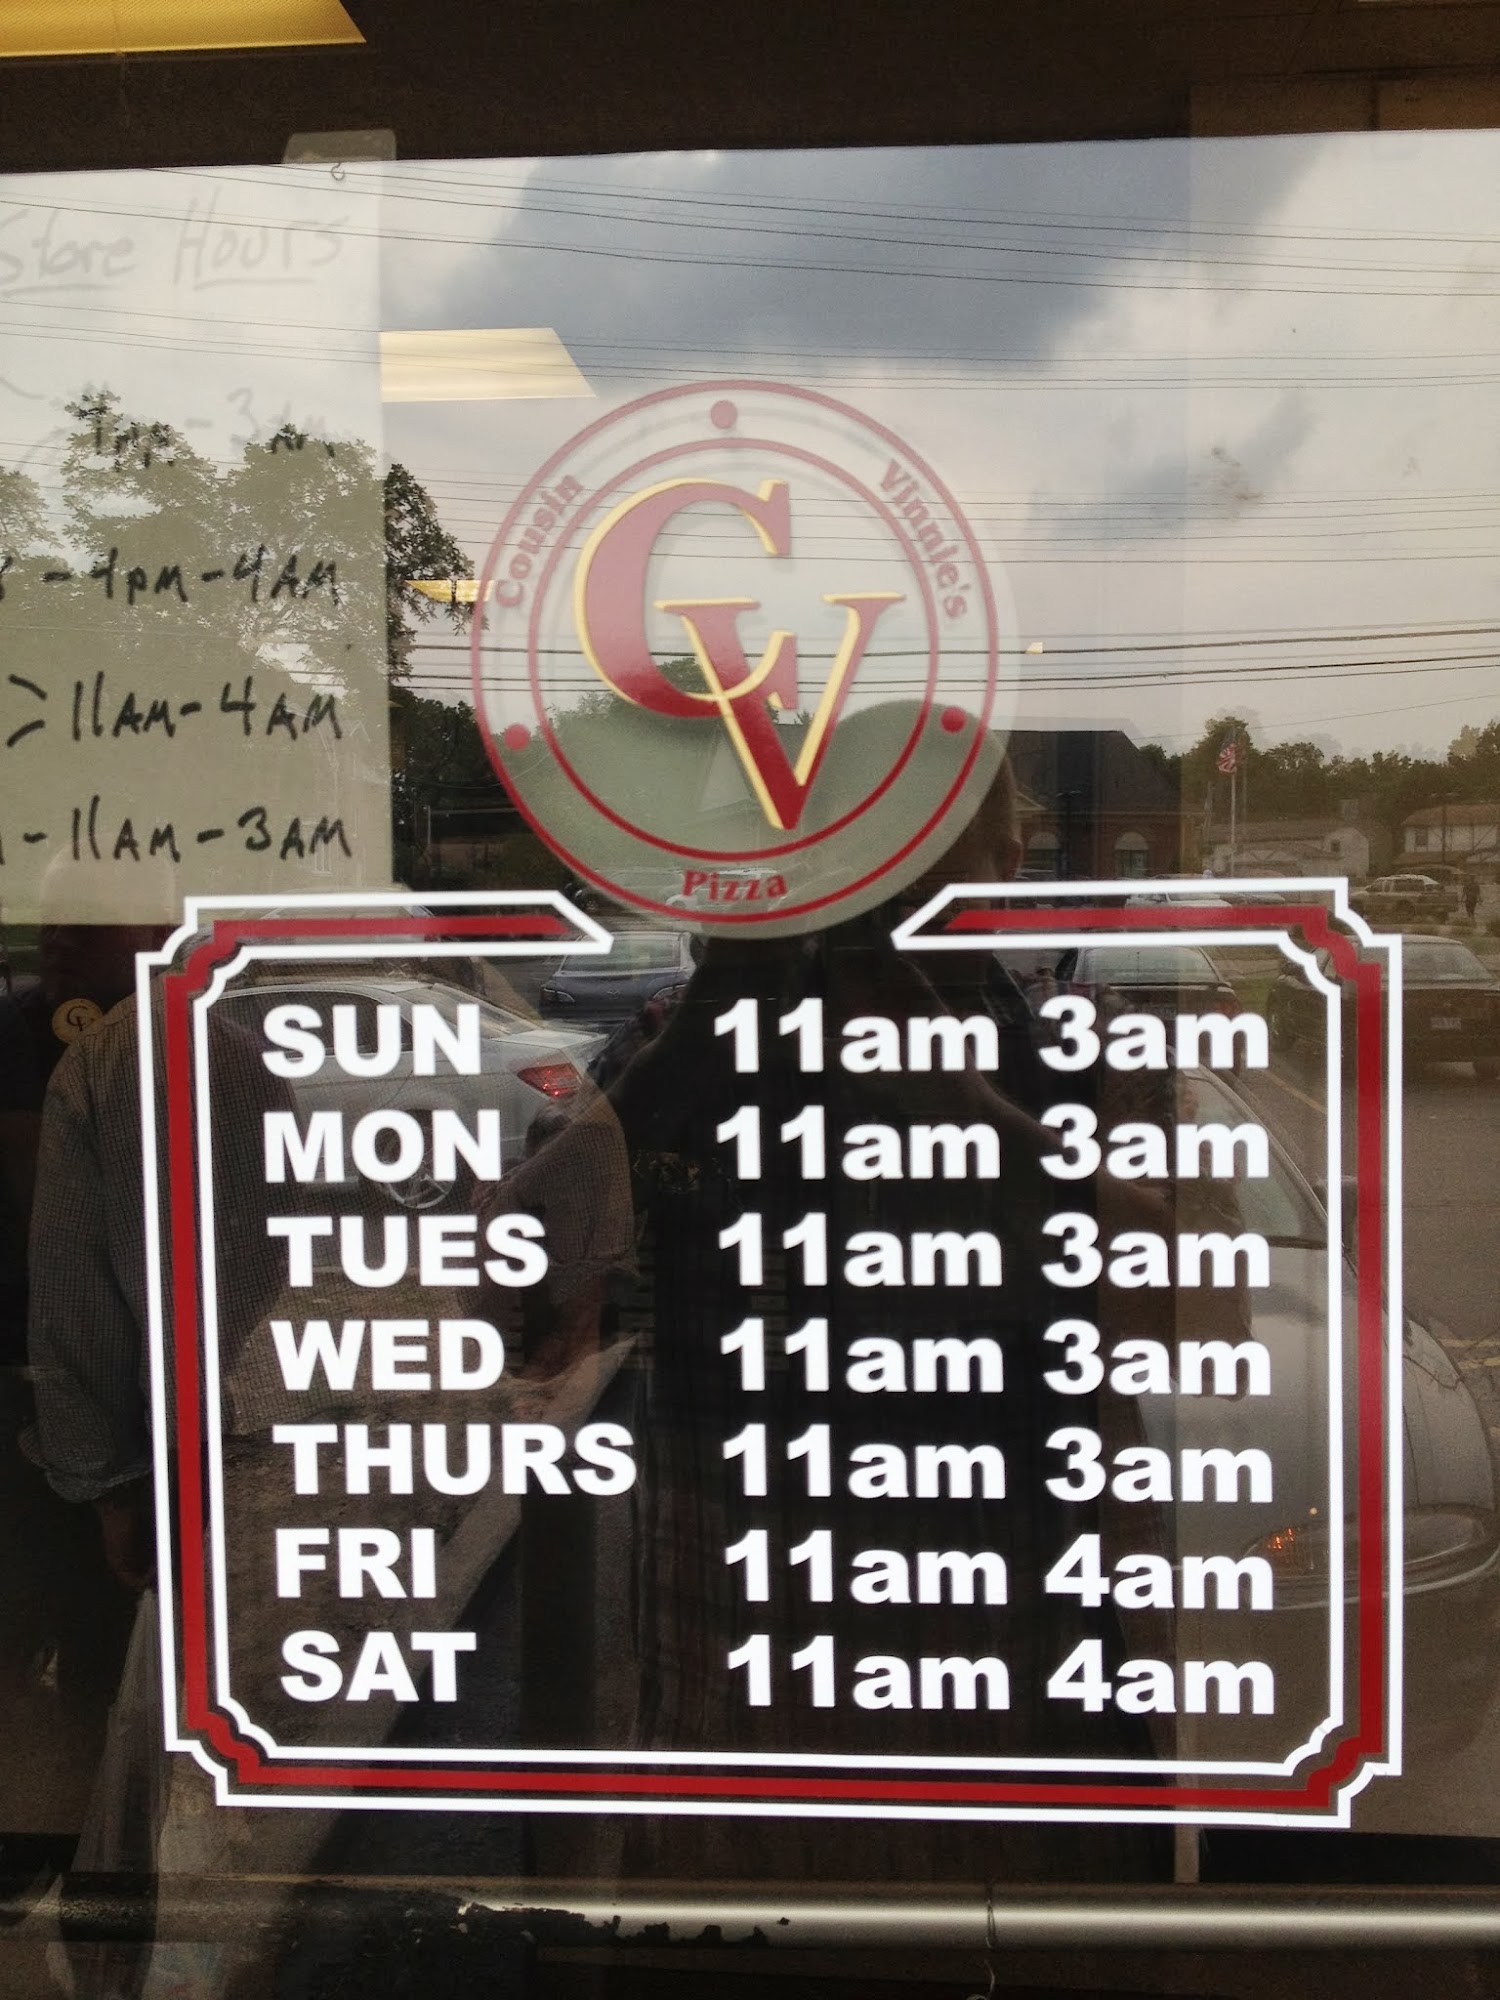 Store Hours
- 3AM
- 4PM - 4AM
11AM - 4AM
- 11AM - 3AM
Cousin Vinnie's
CV
Pizza
SUN 11am 3am
MON 11am 3am
TUES 11am 3am
WED 11am 3am
THURS 11am 3am
FRI 11am 4am
SAT 11am 4am